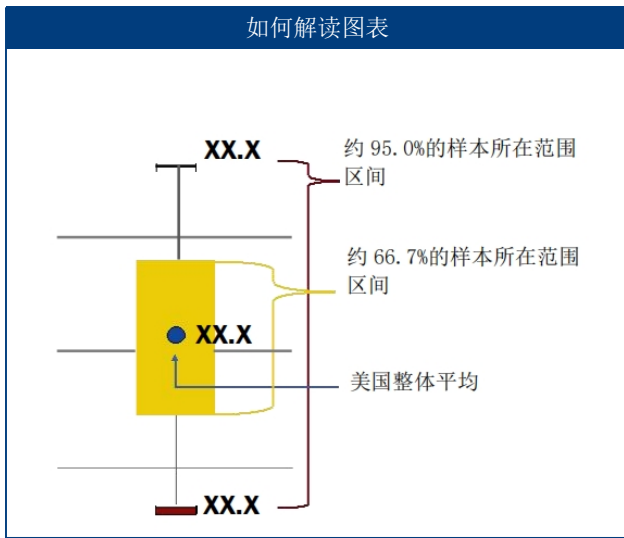 如何解读图表
XX.X
约 95.0%的样本所在范围
区间
约 66.7%的样本所在范围
区间
XX.X
美国整体平均
XX.X